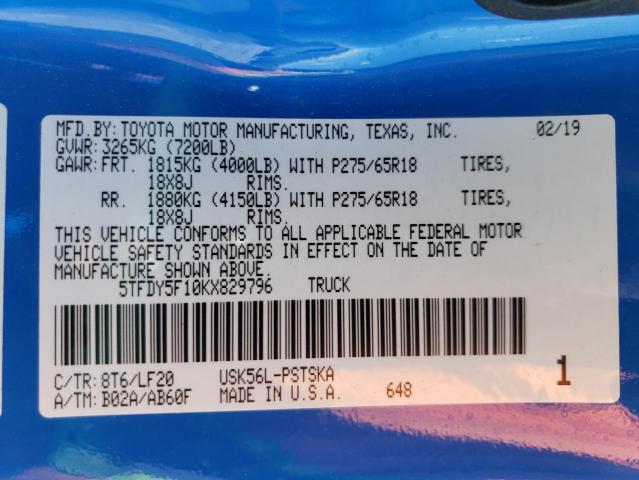 MFD.BY: TOYOTA MOTOR MANUFACTURING, TEXAS, INC. 02/19
GVWR: 3265KG (7200LB)
GAWR: FRT. 1815KG (4000LB) WITH P275/65R18 TIRES,
18X8J RIMS.
RR. 1880KG (4150LB) WITH P275/65R18 TIRES,
18X8J RIMS.
THIS VEHICLE CONFORMS TO ALL APPLICABLE FEDERAL MOTOR
VEHICLE SAFETY STANDARDS IN EFFECT ON THE DATE OF
MANUFACTURE SHOWN ABOVE.
5TFDY5F10KX829796 TRUCK
C/TR: 8T6/LF20 USK56L-PSTSKA 1
A/TM: B02A/AB60F MADE IN U.S.A. 648